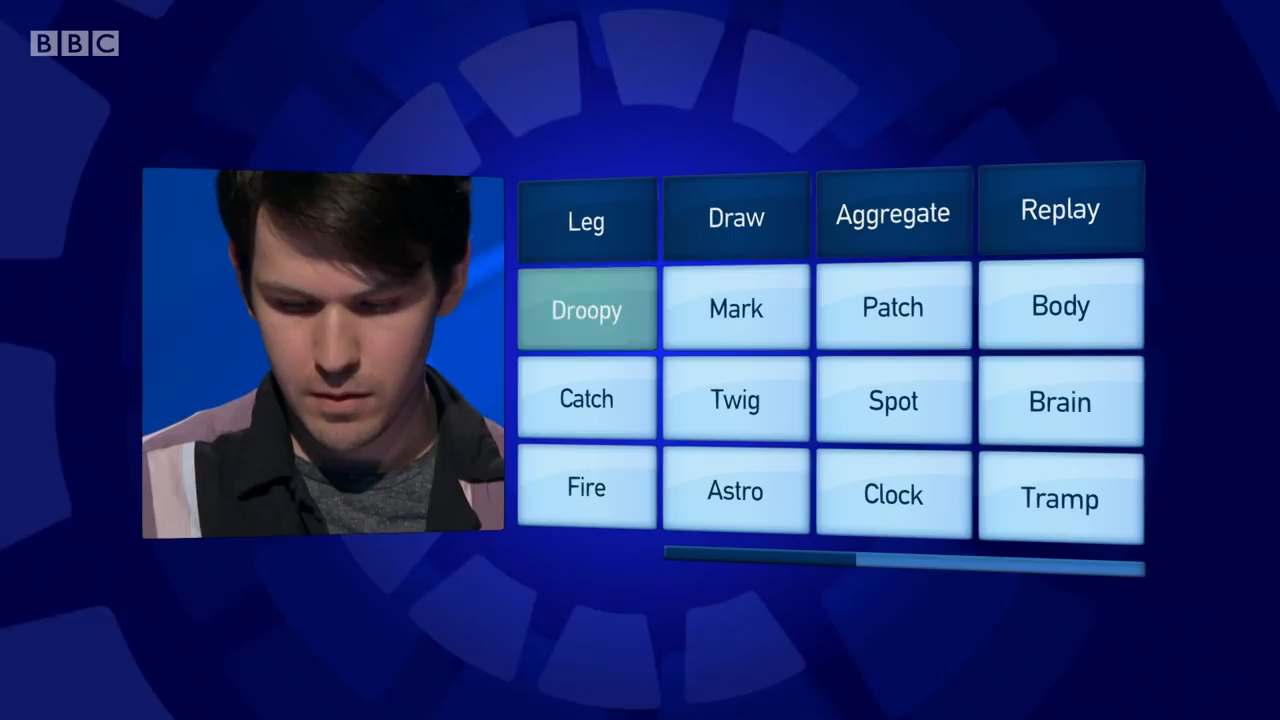 BBC
Leg Draw Aggregate Replay
Droopy Mark Patch Body
Catch Twig Spot Brain
Fire Astro Clock Tramp